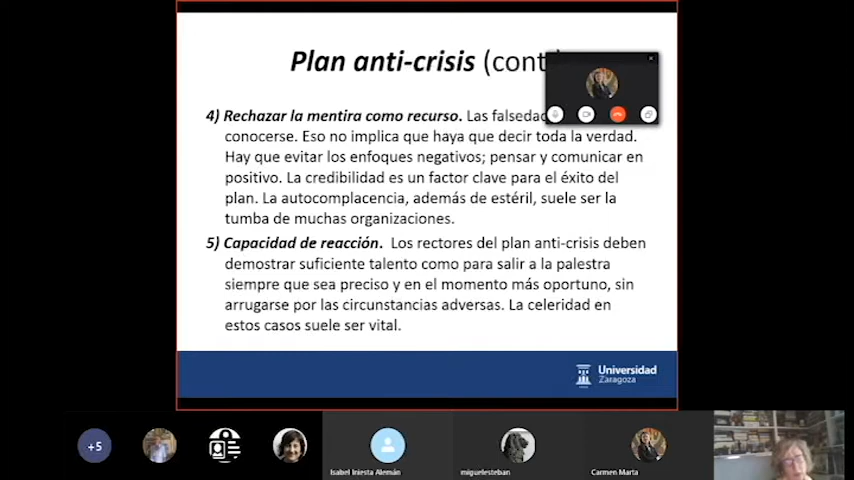 Plan anti-crisis (cont
4) Rechazar la mentira como recurso. Las falsedad
conocerse. Eso no implica que haya que decir toda la verdad.
Hay que evitar los enfoques negativos; pensar y comunicar en
positivo. La credibilidad es un factor clave para el éxito del
plan. La autocomplacencia, además de estéril, suele ser la
tumba de muchas organizaciones.
5) Capacidad de reacción. Los rectores del plan anti-crisis deben
demostrar suficiente talento como para salir a la palestra
siempre que sea preciso y en el momento más oportuno, sin
arrugarse por las circunstancias adversas. La celeridad en
estos casos suele ser vital.
Universidad
Zaragoza
+5
Isabel Iniesta Alemán
miguelesteban
Carmen Marta